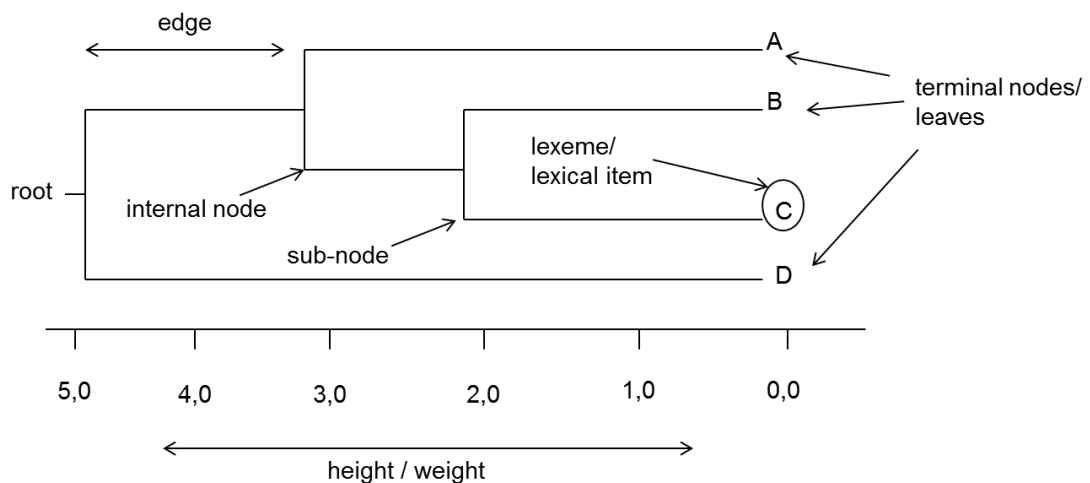 edge
A
terminal nodes/
leaves
B
lexeme/
lexical item
root
internal node
C
sub-node
D
5,0 4,0 3,0 2,0 1,0 0,0
height / weight